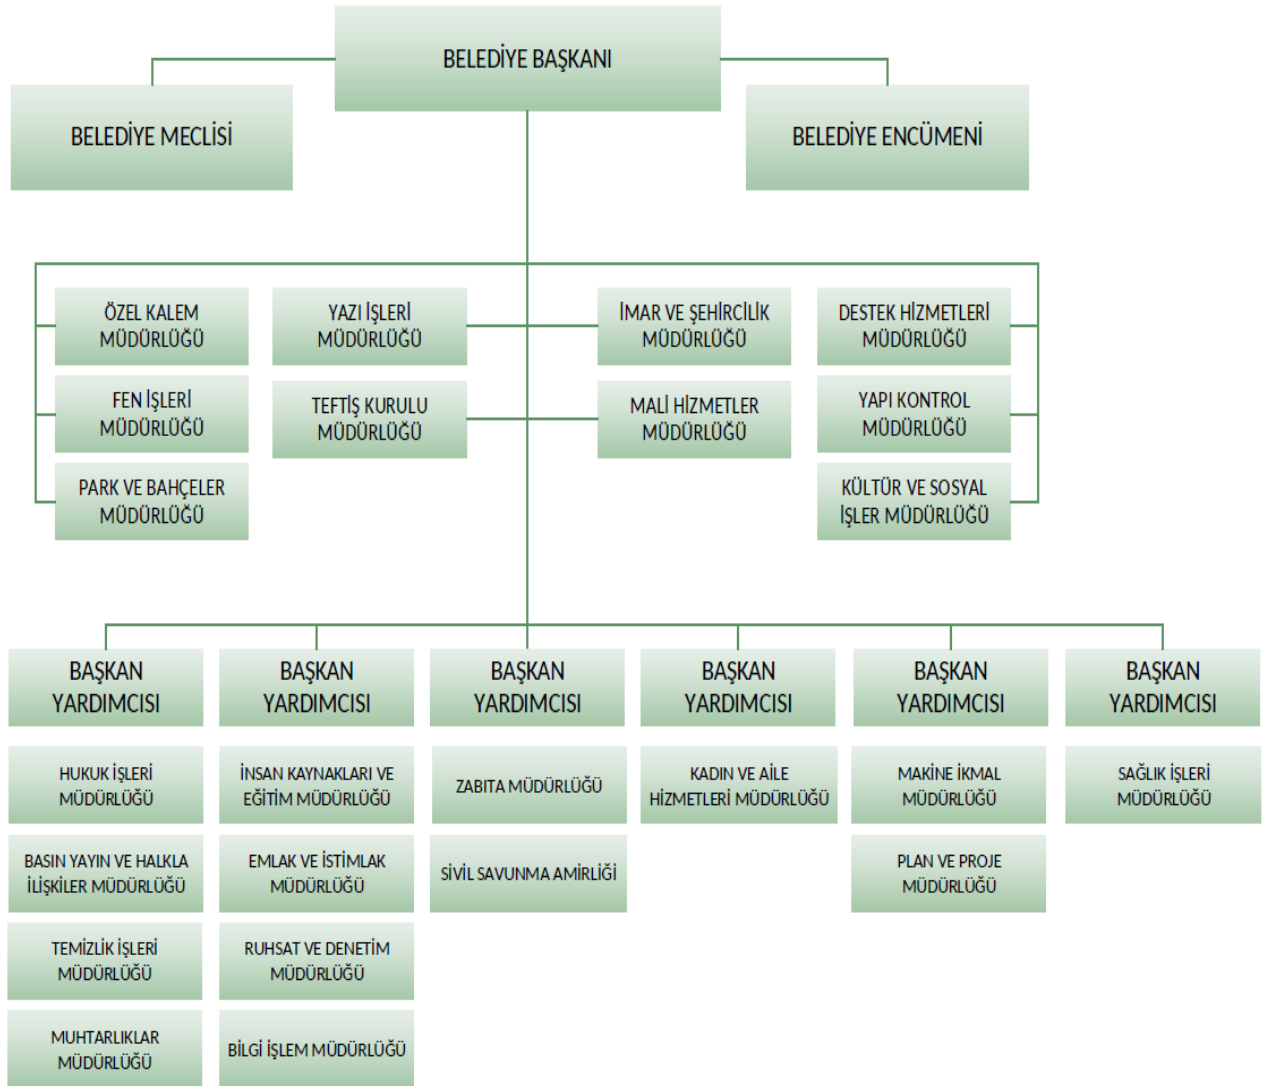 BELEDİYE BAŞKANI
BELEDİYE MECLİSİ
BELEDİYE ENCÜMENİ
ÖZEL KALEM
MÜDÜRLÜĞÜ
YAZI İŞLERİ
MÜDÜRLÜĞÜ
İMAR VE ŞEHİRCİLİK
MÜDÜRLÜĞÜ
DESTEK HİZMETLERİ
MÜDÜRLÜĞÜ
FEN İŞLERİ
MÜDÜRLÜĞÜ
TEFTİŞ KURULU
MÜDÜRLÜĞÜ
MALİ HİZMETLER
MÜDÜRLÜĞÜ
YAPI KONTROL
MÜDÜRLÜĞÜ
PARK VE BAHÇELER
MÜDÜRLÜĞÜ
KÜLTÜR VE SOSYAL
İŞLER MÜDÜRLÜĞÜ
BAŞKAN
YARDIMCISI
BAŞKAN
YARDIMCISI
BAŞKAN
YARDIMCISI
BAŞKAN
YARDIMCISI
BAŞKAN
YARDIMCISI
BAŞKAN
YARDIMCISI
HUKUK İŞLERİ
MÜDÜRLÜĞÜ
İNSAN KAYNAKLARI VE
EĞİTİM MÜDÜRLÜĞÜ
ZABITA MÜDÜRLÜĞÜ
KADIN VE AİLE
HİZMETLERİ MÜDÜRLÜĞÜ
MAKİNE İKMAL
MÜDÜRLÜĞÜ
SAĞLIK İŞLERİ
MÜDÜRLÜĞÜ
BASIN YAYIN VE HALKLA
İLİŞKİLER MÜDÜRLÜĞÜ
EMLAK VE İSTİMLAK
MÜDÜRLÜĞÜ
SİVİL SAVUNMA AMİRLİĞİ
PLAN VE PROJE
MÜDÜRLÜĞÜ
TEMİZLİK İŞLERİ
MÜDÜRLÜĞÜ
RUHSAT VE DENETİM
MÜDÜRLÜĞÜ
MUHTARLIKLAR
MÜDÜRLÜĞÜ
BİLGİ İŞLEM MÜDÜRLÜĞÜ